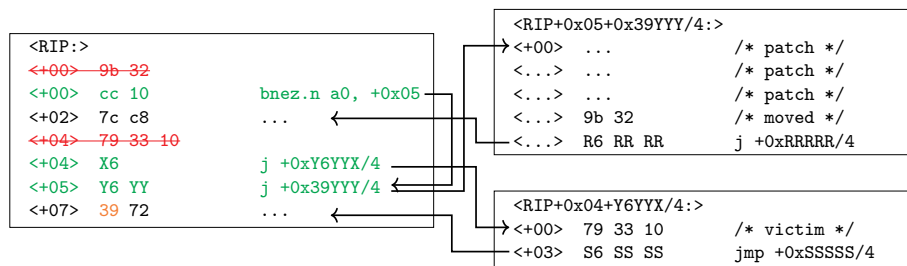 <RIP:>
<+00> 9b 32
<+00> cc 10 bnez.n a0, +0x05
<+02> 7c c8 ...
<+04> 79 33 10
<+04> X6 j +0xY6YYX/4
<+05> Y6 YY j +0x39YYY/4
<+07> 39 72 ...
<RIP+0x05+0x39YYY/4:>
<+00> ... /* patch */
<...> ... /* patch */
<...> ... /* patch */
<...> 9b 32 /* moved */
<...> R6 RR RR j +0xRRRRR/4
<RIP+0x04+Y6YYX/4:>
<+00> 79 33 10 /* victim */
<+03> S6 SS SS jmp +0xSSSSS/4